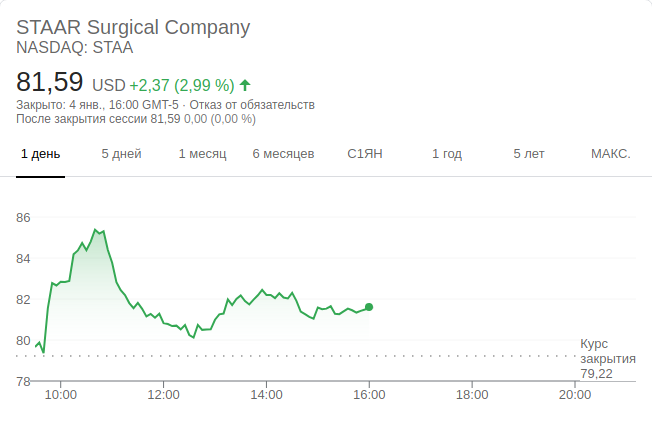 STAAR Surgical Company
NASDAQ: STAA
81,59 USD +2,37 (2,99 %)
Закрыто: 4 янв., 16:00 GMT-5 · Отказ от обязательств
После закрытия сессии 81,59 0,00 (0,00 %)
1 день 5 дней 1 месяц 6 месяцев С1ЯН 1 год 5 лет МАКС.
86
84
82
80
Курс
закрытия
79,22
78
10:00 12:00 14:00 16:00 18:00 20:00